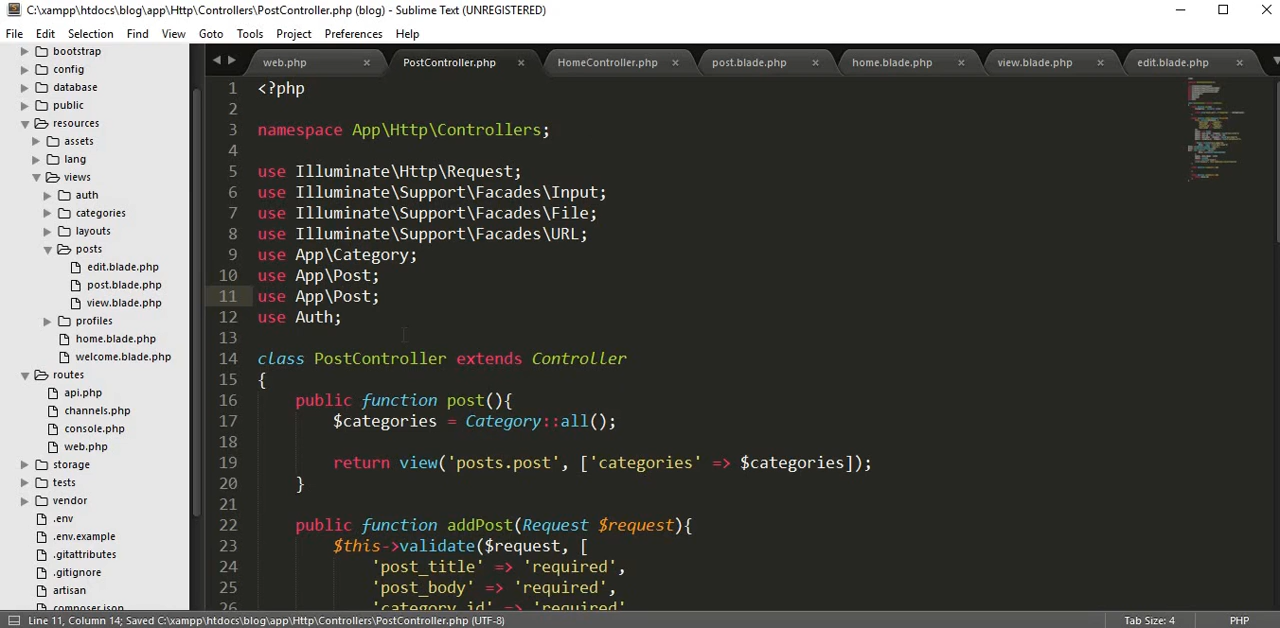 C:\xampp\htdocs\blog\app\Http\Controllers\PostController.php (blog) - Sublime Text (UNREGISTERED)
File Edit Selection Find View Goto Tools Project Preferences Help
bootstrap
config
database
public
resources
assets
lang
views
auth
categories
layouts
posts
edit.blade.php
post.blade.php
view.blade.php
profiles
home.blade.php
welcome.blade.php
routes
api.php
channels.php
console.php
web.php
storage
tests
vendor
.env
.env.example
.gitattributes
.gitignore
artisan
composer.json
web.php PostController.php HomeController.php post.blade.php home.blade.php view.blade.php edit.blade.php
1 <?php
2
3 namespace App\Http\Controllers;
4
5 use Illuminate\Http\Request;
6 use Illuminate\Support\Facades\Input;
7 use Illuminate\Support\Facades\File;
8 use Illuminate\Support\Facades\URL;
9 use App\Category;
10 use App\Post;
11 use App\Post;
12 use Auth;
13
14 class PostController extends Controller
15 {
16 public function post(){
17 $categories = Category::all();
18
19 return view('posts.post', ['categories' => $categories]);
20 }
21
22 public function addPost(Request $request){
23 $this->validate($request, [
24 'post_title' => 'required',
25 'post_body' => 'required',
26 'category_id' => 'required'
Line 11, Column 14; Saved C:\xampp\htdocs\blog\app\Http\Controllers\PostController.php (UTF-8) Tab Size: 4 PHP